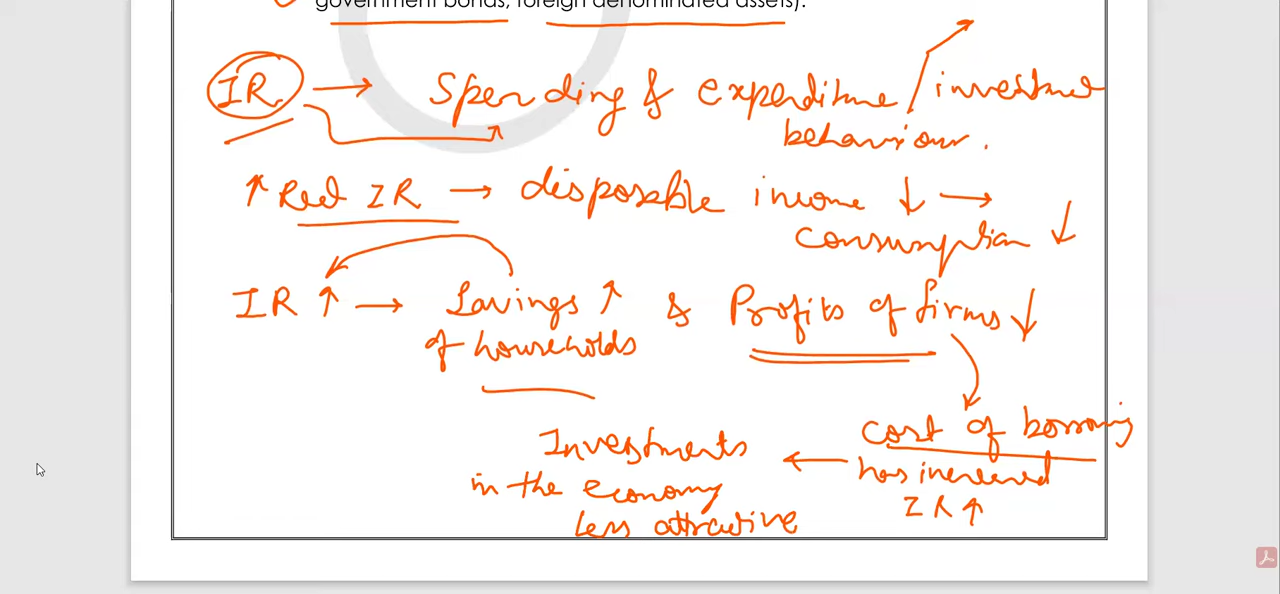 government bonds, foreign denominated assets).
IR → Spending & expenditure / investment
behaviour.
↑ Real IR → disposable income ↓ →
consumption ↓
IR ↑ → Savings ↑ & Profits of firms ↓
of households
cost of borrowing
Investments ← has increased
in the economy IR ↑
less attractive